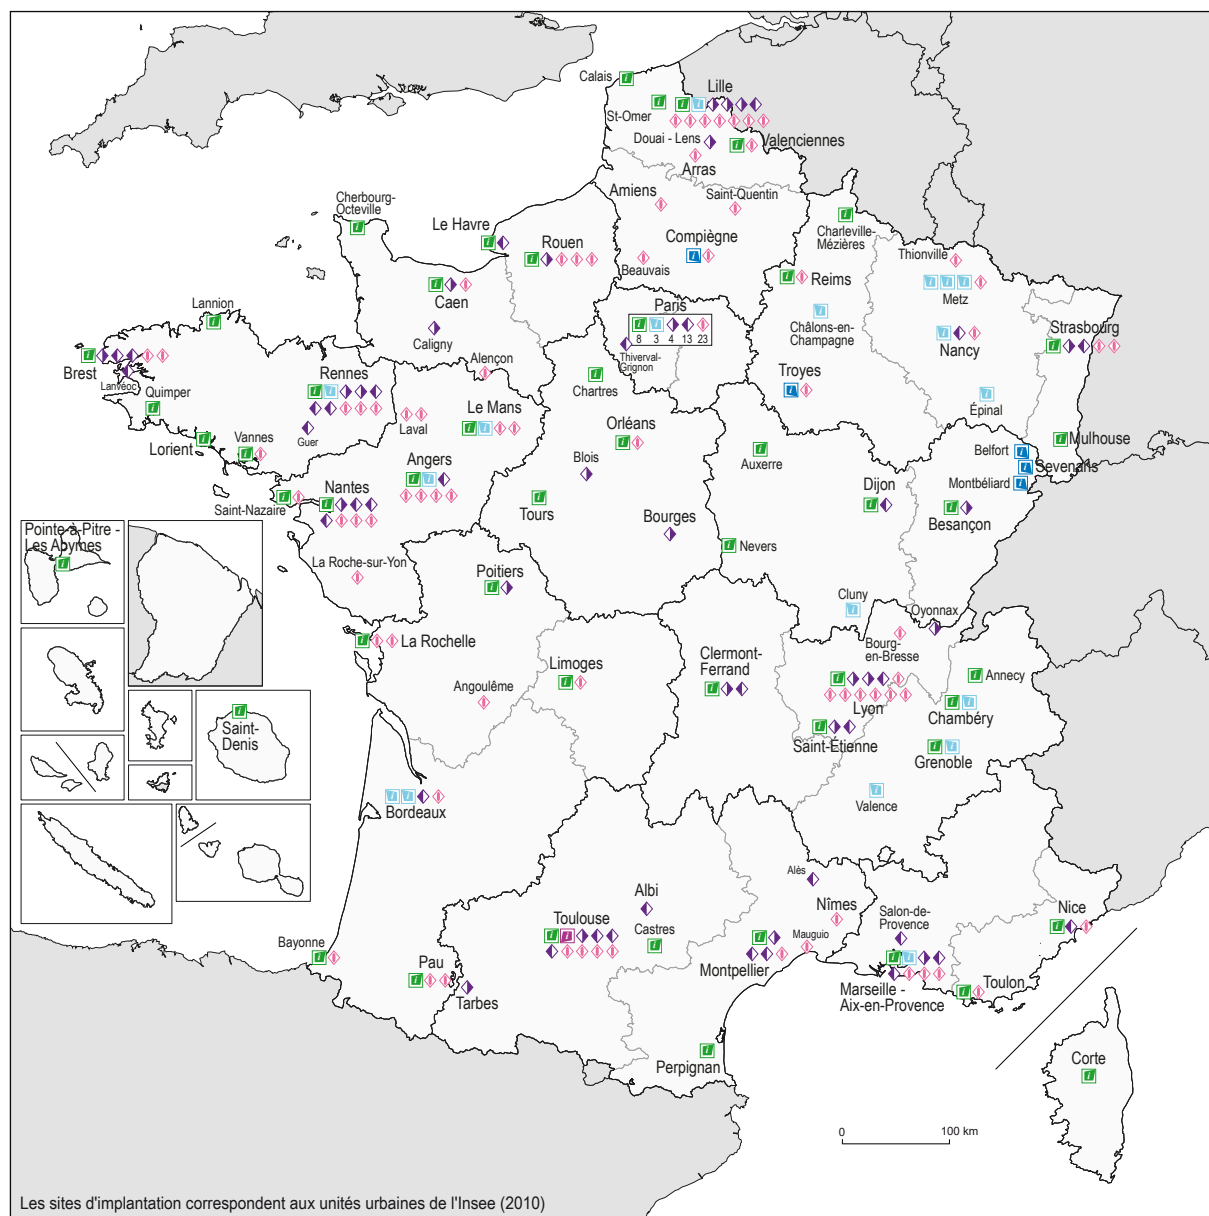 Calais
Lille
St-Omer
Douai - Lens
Valenciennes
Arras
Amiens
Saint-Quentin
Cherbourg-
Octeville
Le Havre
Rouen
Compiègne
Beauvais
Charleville-
Mézières
Thionville
Metz
Reims
Caen
Caligny
Lannion
Paris
8 3 4 13 23
Thiverval-
Grignon
Châlons-en-
Champagne
Nancy
Strasbourg
Brest
Lanvéoc
Quimper
Rennes
Guer
Alençon
Laval
Le Mans
Chartres
Troyes
Épinal
Mulhouse
Lorient
Vannes
Orléans
Auxerre
Belfort
Sevenans
Montbéliard
Angers
Blois
Saint-Nazaire
Nantes
Tours
Dijon
Besançon
Bourges
Nevers
Pointe-à-Pitre -
Les Abymes
La Roche-sur-Yon
Poitiers
Cluny
Oyonnax
Bourg-
en-Bresse
La Rochelle
Limoges
Clermont-
Ferrand
Annecy
Angoulême
Lyon
Chambéry
Saint-
Denis
Saint-Étienne
Grenoble
Valence
Bordeaux
Alès
Albi
Nîmes
Toulouse
Castres
Mauguio
Montpellier
Salon-de-
Provence
Nice
Bayonne
Pau
Tarbes
Marseille -
Aix-en-Provence
Toulon
Perpignan
Corte
0 100 km
Les sites d'implantation correspondent aux unités urbaines de l'Insee (2010)